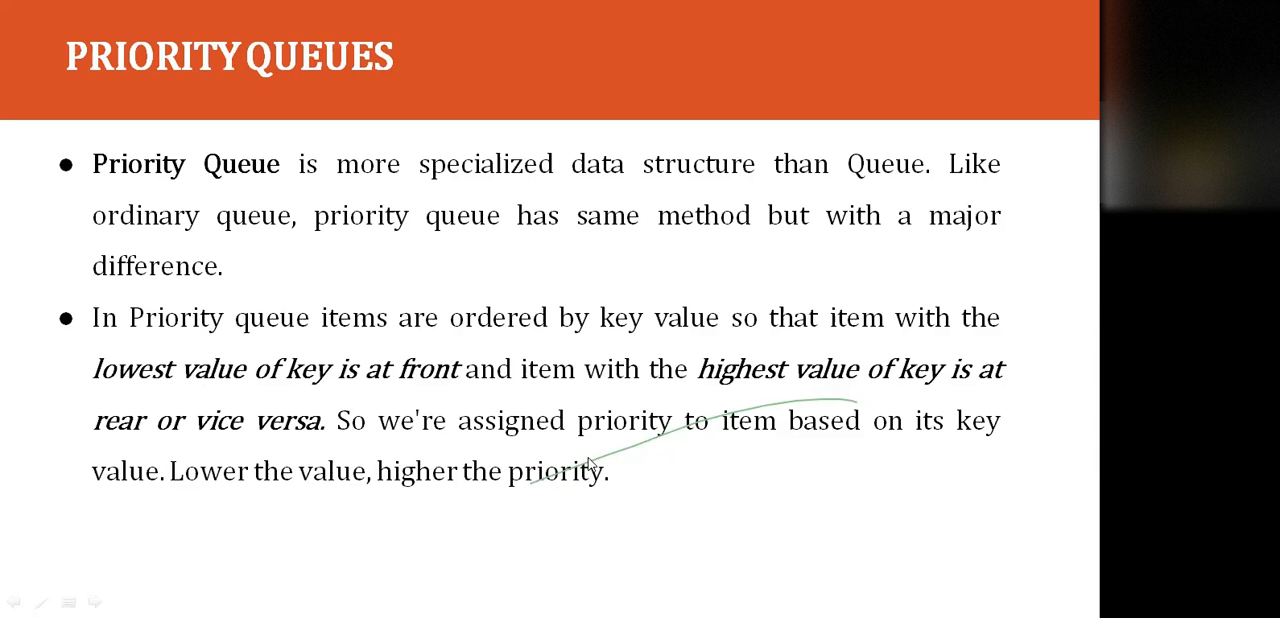 PRIORITY QUEUES
● Priority Queue is more specialized data structure than Queue. Like
ordinary queue, priority queue has same method but with a major
difference.
● In Priority queue items are ordered by key value so that item with the
lowest value of key is at front and item with the highest value of key is at
rear or vice versa. So we're assigned priority to item based on its key
value. Lower the value, higher the priority.